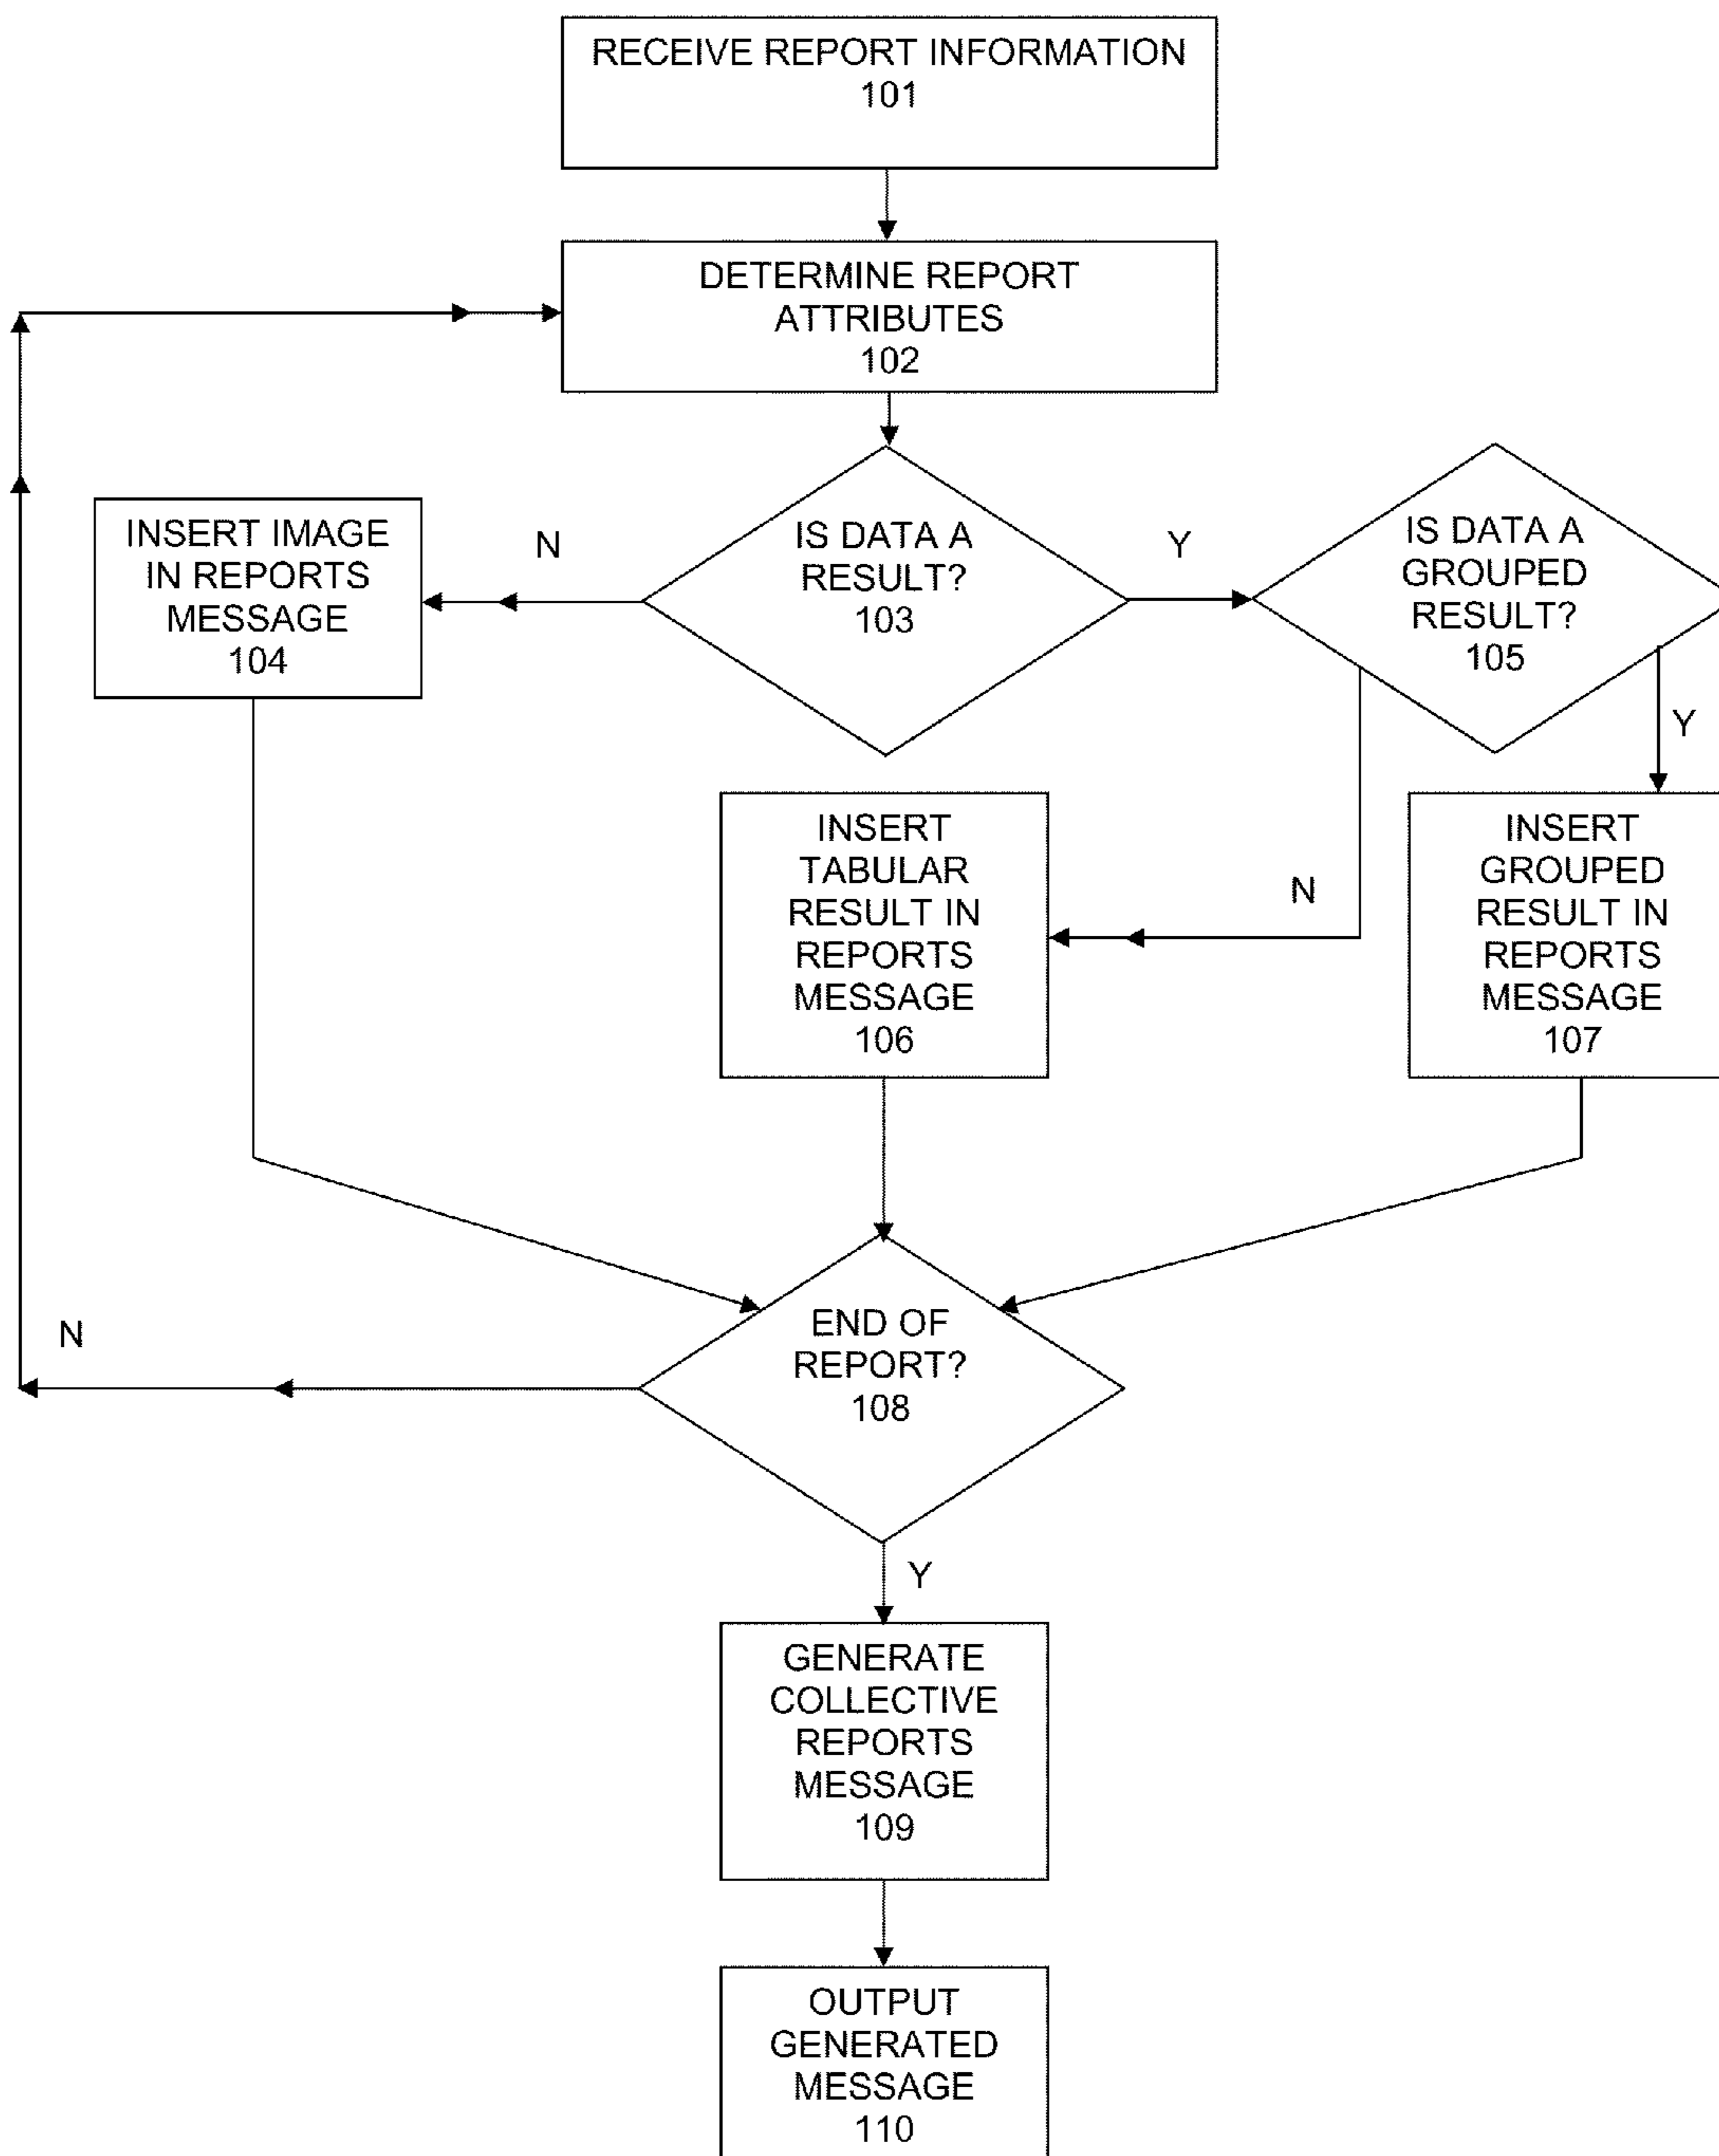 RECEIVE REPORT INFORMATION
101
DETERMINE REPORT
ATTRIBUTES
102
INSERT IMAGE
IN REPORTS
MESSAGE
104
N
IS DATA A
RESULT?
103
Y
IS DATA A
GROUPED
RESULT?
105
Y
INSERT
TABULAR
RESULT IN
REPORTS
MESSAGE
106
N
INSERT
GROUPED
RESULT IN
REPORTS
MESSAGE
107
N
END OF
REPORT?
108
Y
GENERATE
COLLECTIVE
REPORTS
MESSAGE
109
OUTPUT
GENERATED
MESSAGE
110